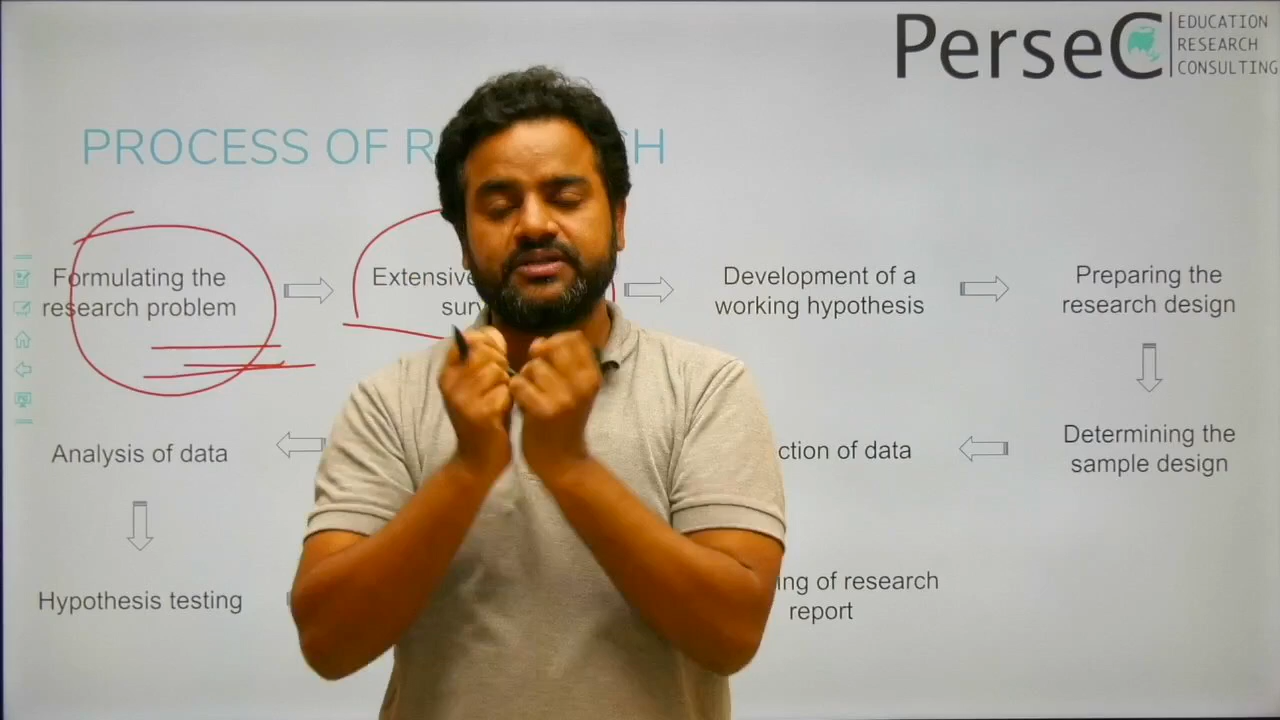 PerseC
EDUCATION
RESEARCH
CONSULTING
PROCESS OF R H
Formulating the
research problem
Extensive
surv
Development of a
working hypothesis
Preparing the
research design
Analysis of data
ction of data
Determining the
sample design
Hypothesis testing
ing of research
report